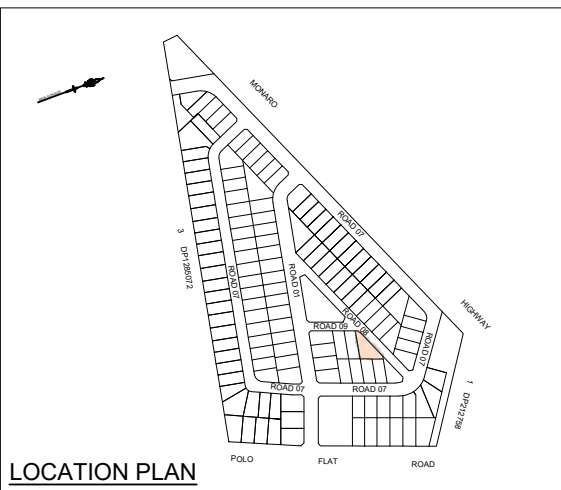 MONARO
ROAD 07
3 DP1285072
ROAD 07
ROAD 01
HIGHWAY
ROAD 08
ROAD 09
ROAD 07
ROAD 07
ROAD 07
1 DP212758
POLO FLAT ROAD
LOCATION PLAN